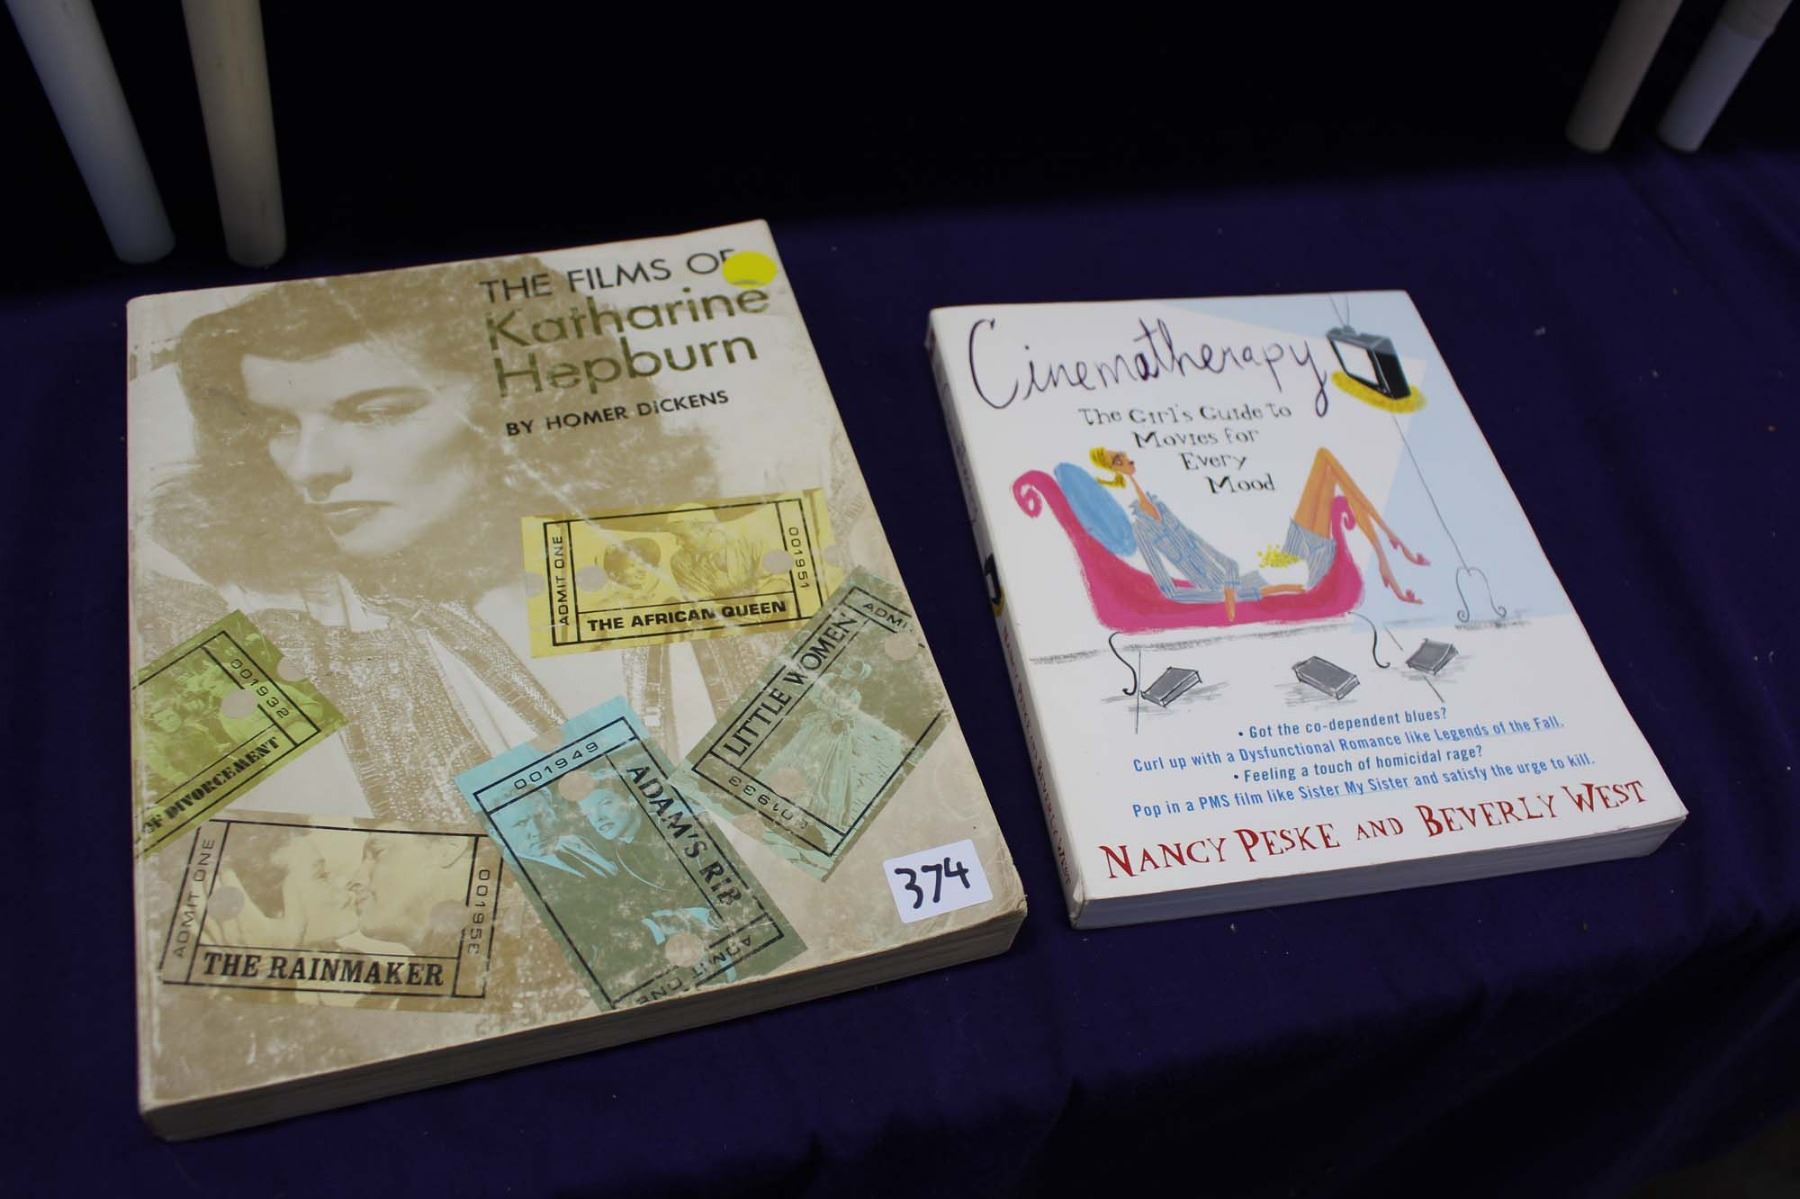 THE FILMS OF
Katharine
Hepburn
BY HOMER DICKENS
ADMIT ONE
001951
THE AFRICAN QUEEN
001932
OF DIVORCEMENT
LITTLE WOMEN
ADMI
001933
001949
ADAM'S RIB
ADMIT ONE
ADMIT ONE
001953
THE RAINMAKER
374
Cinematherapy
The Girl's Guide to
Movies for
Every
Mood
• Got the co-dependent blues?
Curl up with a Dysfunctional Romance like Legends of the Fall.
• Feeling a touch of homicidal rage?
Pop in a PMS film like Sister My Sister and satisfy the urge to kill.
NANCY PESKE AND BEVERLY WEST